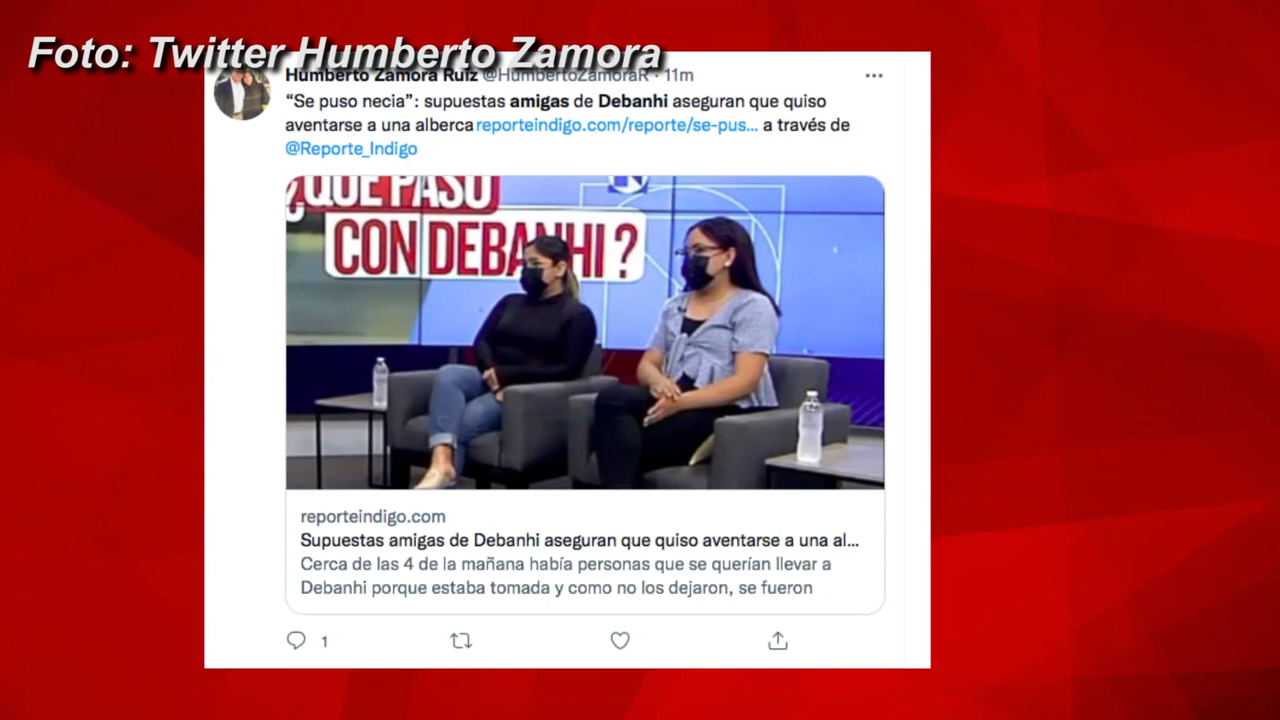 Foto: Twitter Humberto Zamora
Humberto Zamora Ruiz @HumbertoZamoraR · 11m
“Se puso necia”: supuestas amigas de Debanhi aseguran que quiso
aventarse a una alberca reporteindigo.com/reporte/se-pus... a través de
@Reporte_Indigo
¿QUÉ PASÓ
CON DEBANHI?
reporteindigo.com
Supuestas amigas de Debanhi aseguran que quiso aventarse a una al...
Cerca de las 4 de la mañana había personas que se querían llevar a
Debanhi porque estaba tomada y como no los dejaron, se fueron
1